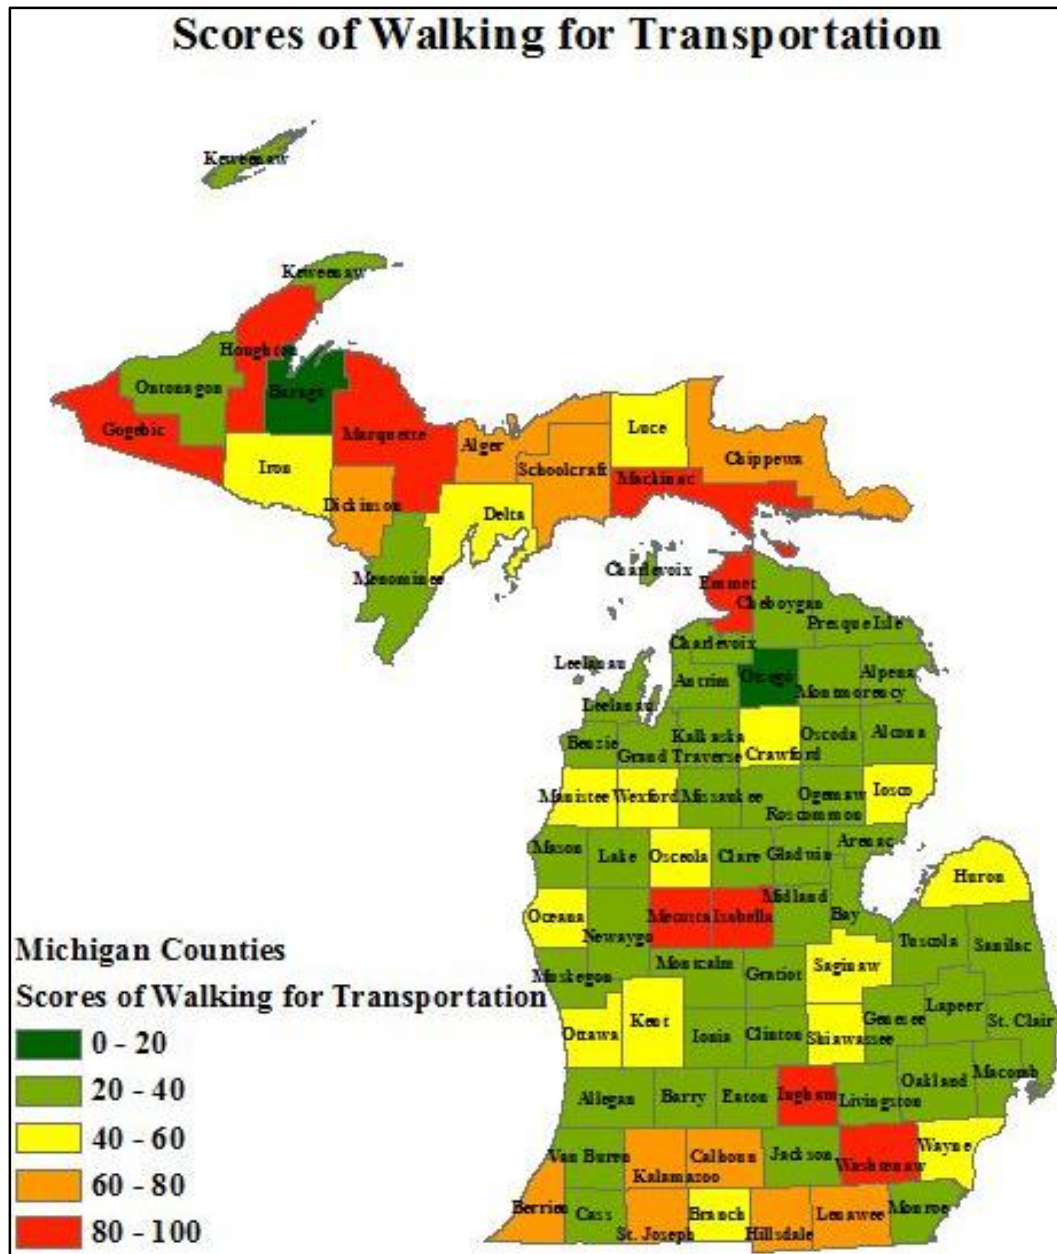 Scores of Walking for Transportation
Keweenaw
Keweenaw
Houghton
Ontonagon
Baraga
Gogebic
Marquette
Luce
Alger
Chippewa
Iron
Schoolcraft
Mackinac
Dickinson
Delta
Menominee
Charlevoix
Emmet
Cheboygan
Presque Isle
Charlevoix
Leelanau
Antrim
Otsego
Alpena
Montmorency
Leelanau
Kalkaska
Oscoda
Alcona
Benzie
Grand Traverse
Crawford
Manistee
Wexford
Missaukee
Ogemaw
Iosco
Roscommon
Mason
Lake
Osceola
Clare
Gladwin
Arenac
Huron
Oceana
Mecosta
Isabella
Midland
Bay
Newaygo
Tuscola
Sanilac
Michigan Counties
Muskegon
Montcalm
Gratiot
Saginaw
Scores of Walking for Transportation
Ottawa
Kent
Ionia
Clinton
Shiawassee
Genesee
Lapeer
St. Clair
0 - 20
20 - 40
Allegan
Barry
Eaton
Ingham
Livingston
Oakland
Macomb
40 - 60
Van Buren
Kalamazoo
Calhoun
Jackson
Washtenaw
Wayne
60 - 80
Berrien
Cass
St. Joseph
Branch
Hillsdale
Lenawee
Monroe
80 - 100